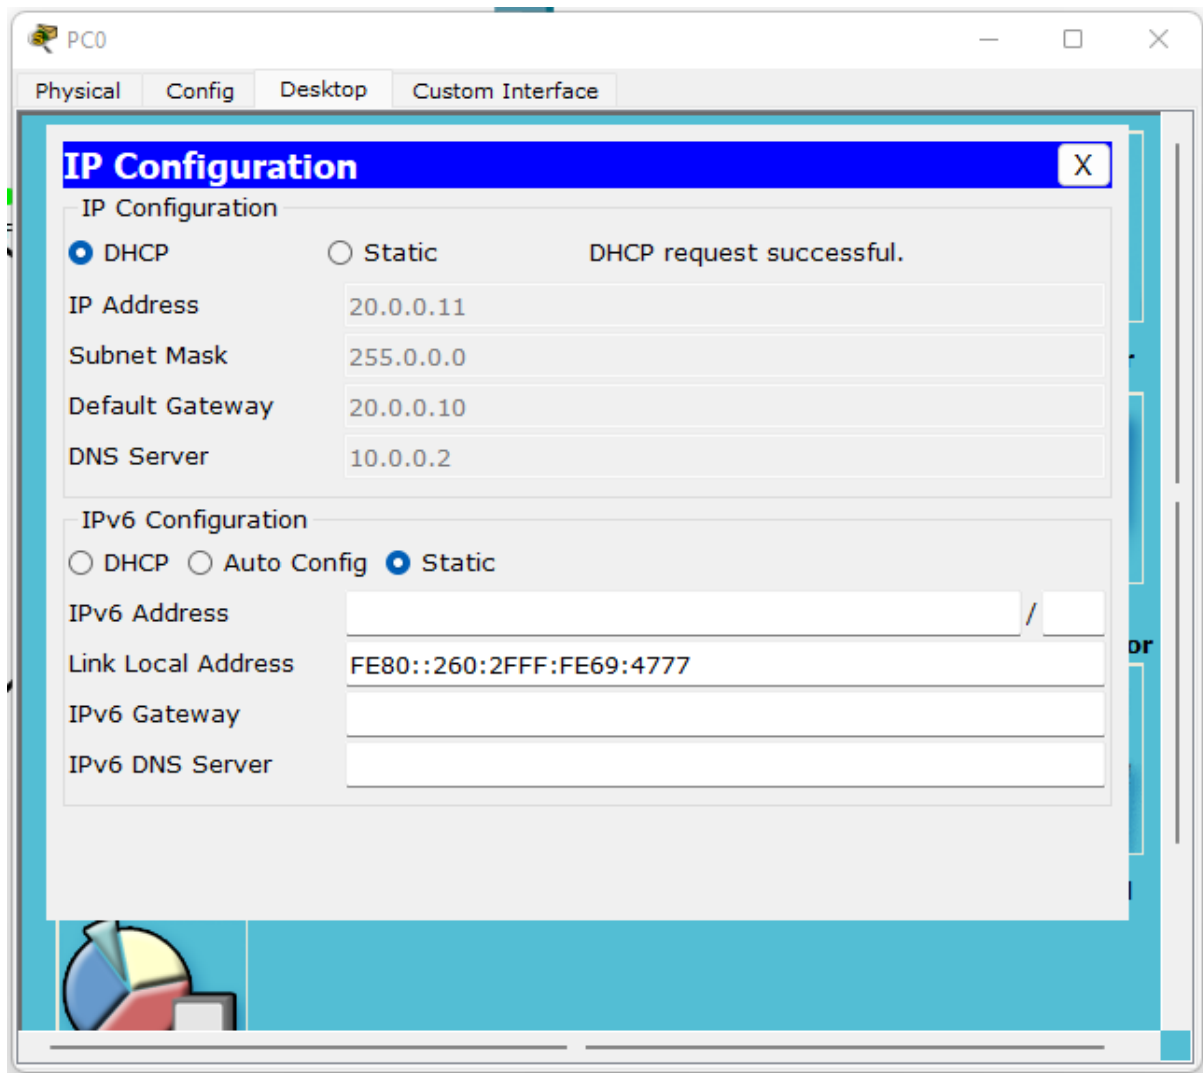 PC0
Physical Config Desktop Custom Interface
IP Configuration X
IP Configuration
DHCP Static DHCP request successful.
IP Address 20.0.0.11
Subnet Mask 255.0.0.0
Default Gateway 20.0.0.10
DNS Server 10.0.0.2
IPv6 Configuration
DHCP Auto Config Static
IPv6 Address /
Link Local Address FE80::260:2FFF:FE69:4777
IPv6 Gateway
IPv6 DNS Server
or